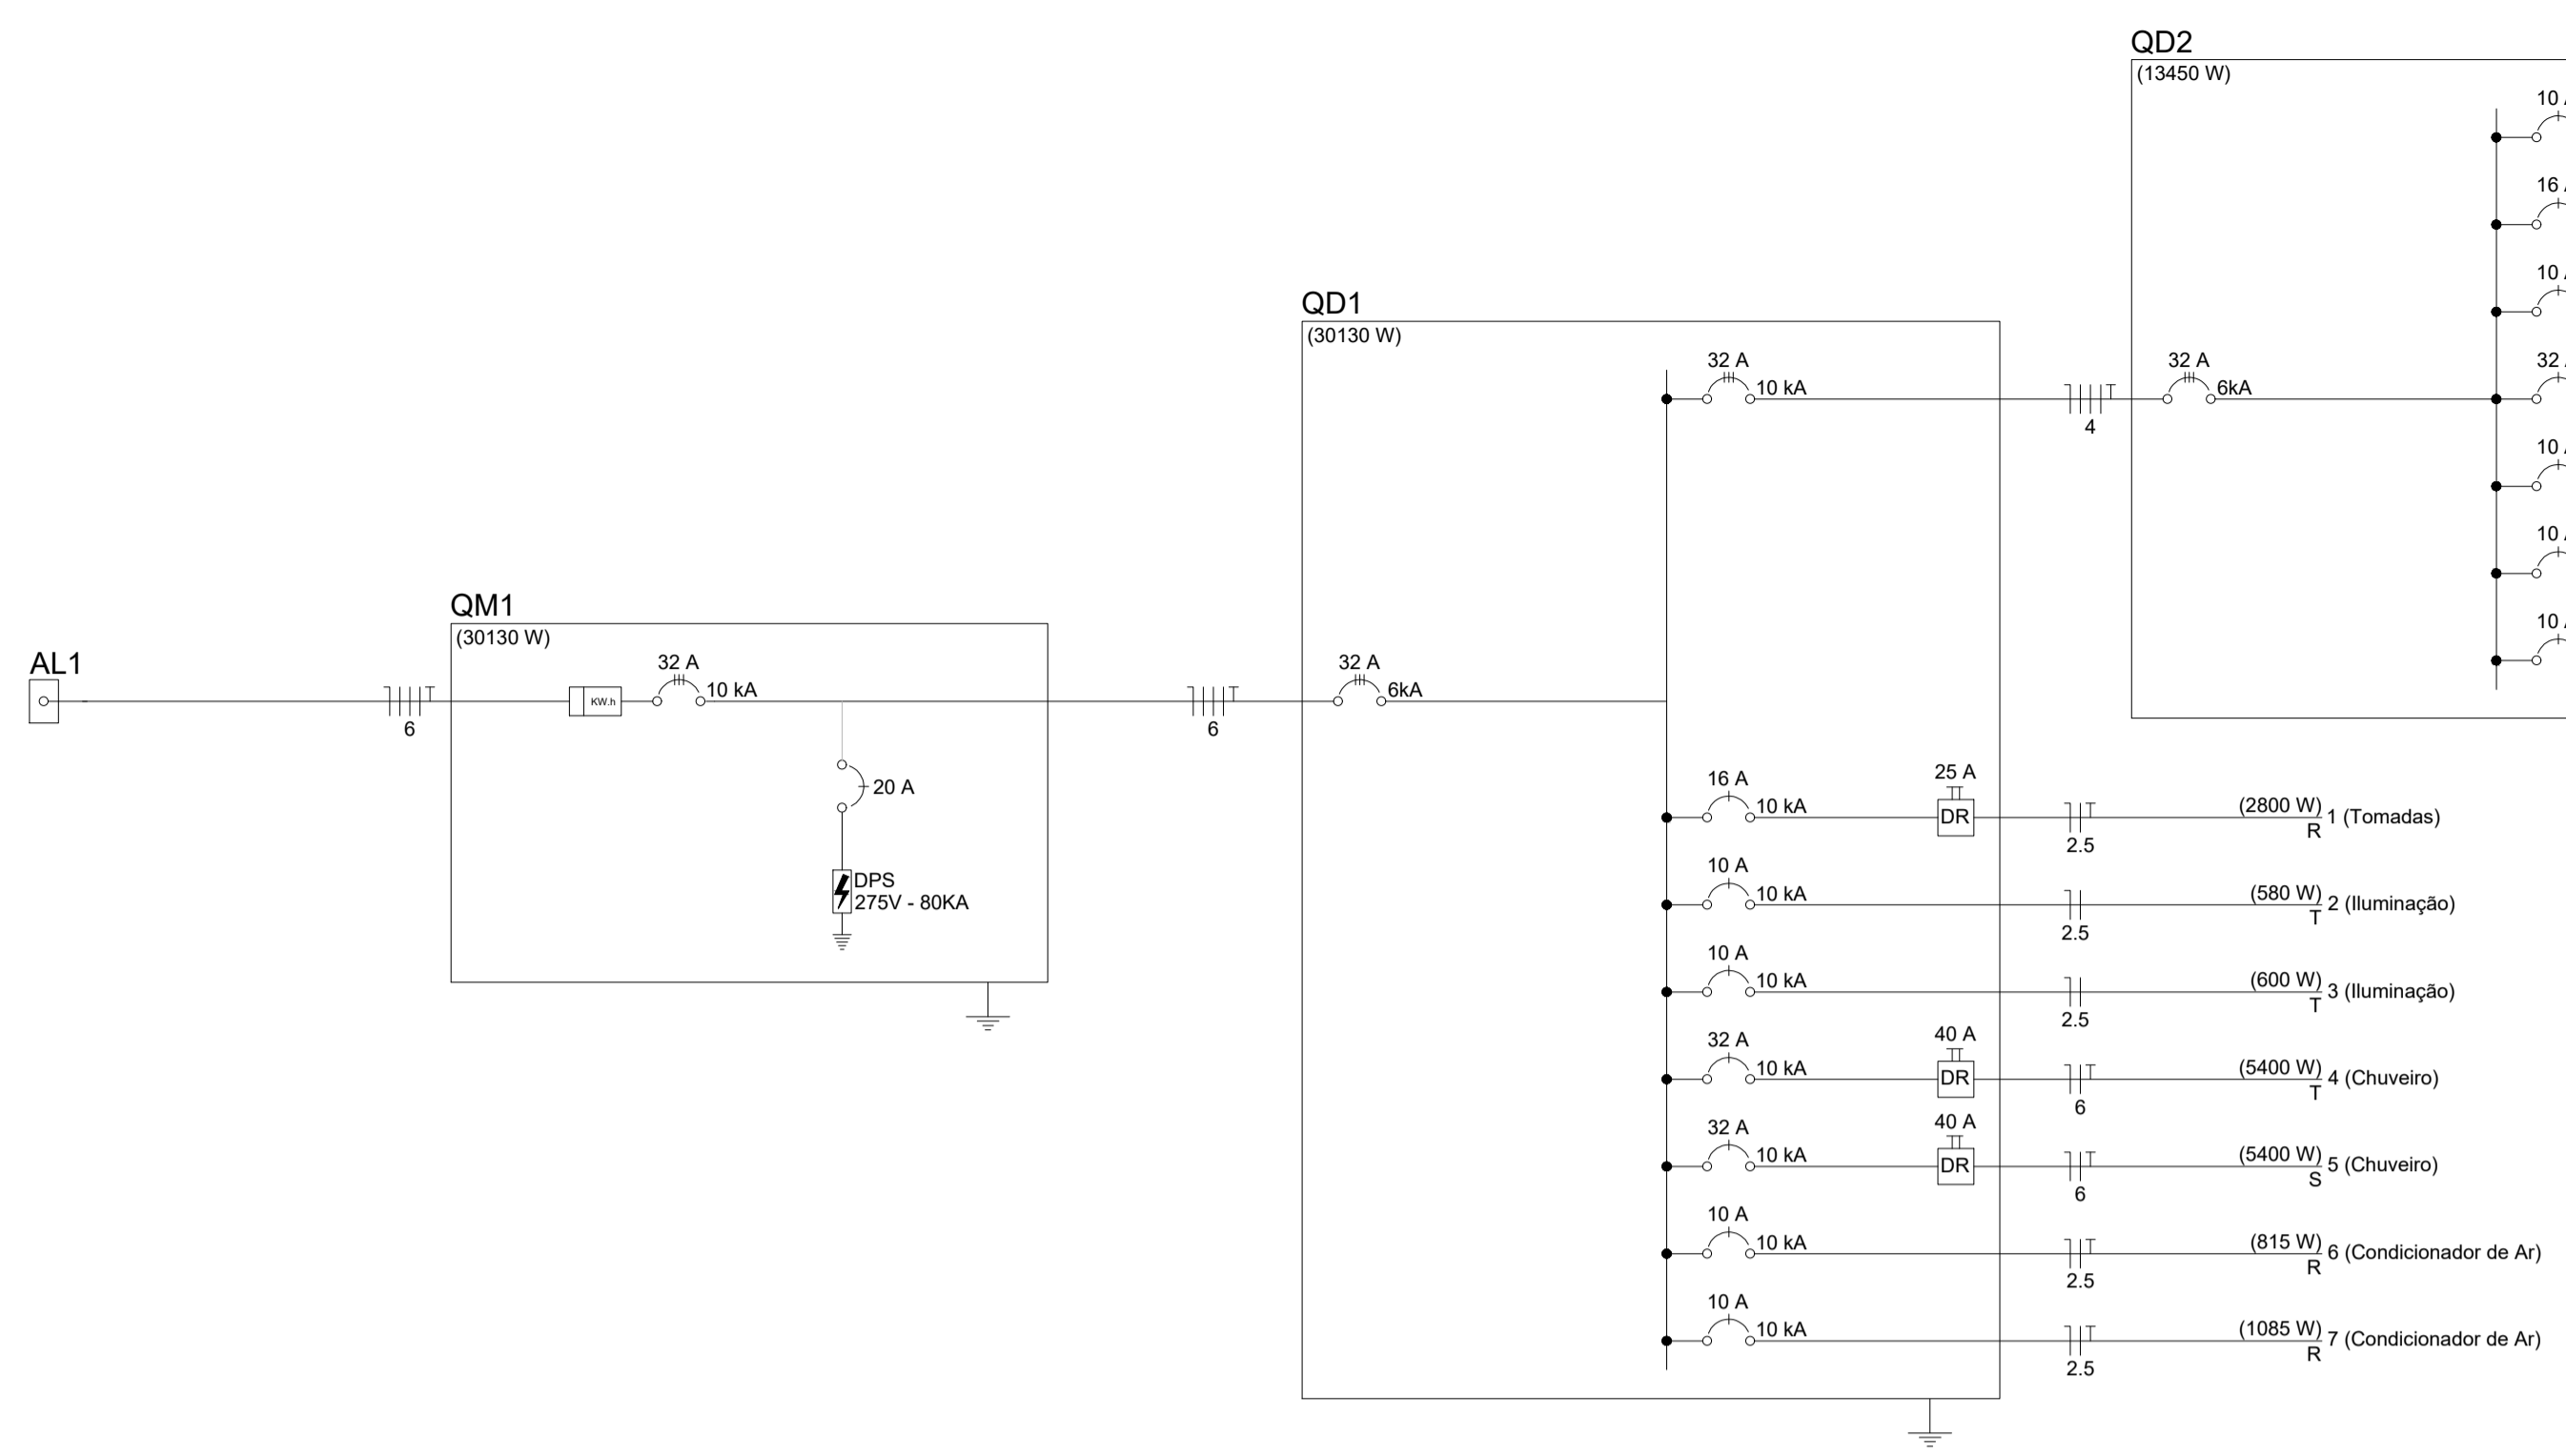 QD2
(13450 W)
10
16
10
32
10
10
10
32 A
6kA
QD1
(30130 W)
32 A
10 kA
4
QM1
(30130 W)
AL1
6
KW.h
32 A
10 kA
6
32 A
6kA
20 A
DPS
275V - 80KA
16 A
10 kA
25 A
DR
2.5
(2800 W)
R
1 (Tomadas)
10 A
10 kA
2.5
(580 W)
T
2 (Iluminação)
10 A
10 kA
2.5
(600 W)
T
3 (Iluminação)
32 A
10 kA
40 A
DR
6
(5400 W)
T
4 (Chuveiro)
32 A
10 kA
40 A
DR
6
(5400 W)
S
5 (Chuveiro)
10 A
10 kA
2.5
(815 W)
R
6 (Condicionador de Ar)
10 A
10 kA
2.5
(1085 W)
R
7 (Condicionador de Ar)